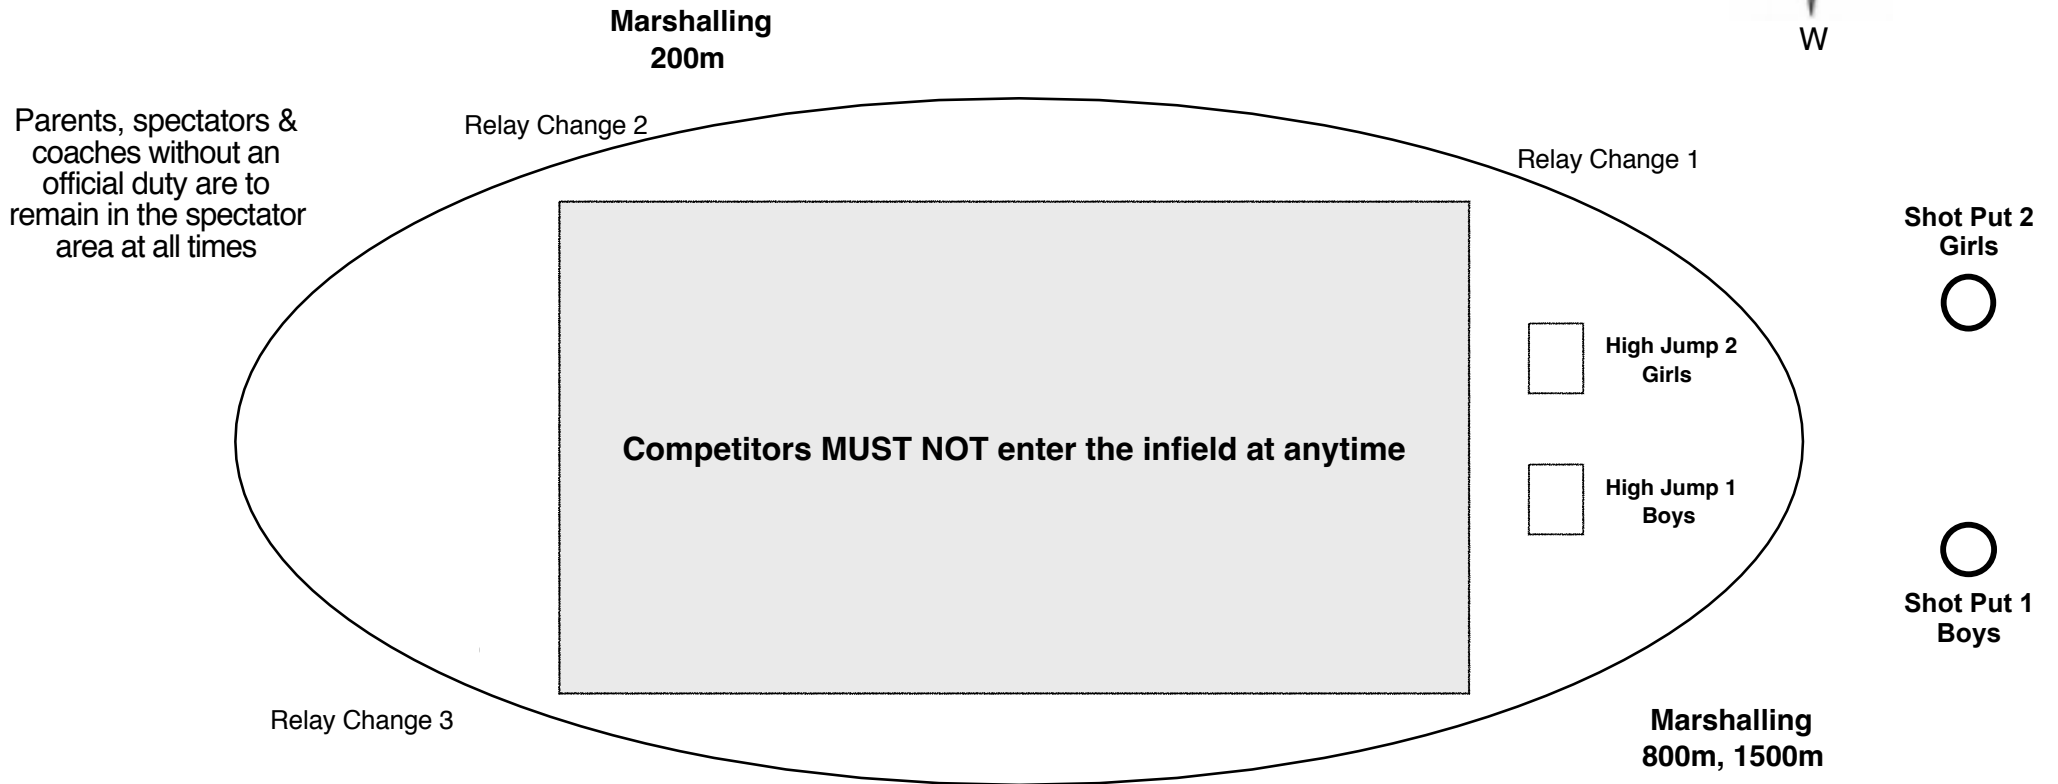 Marshalling
200m
W
Parents, spectators &
coaches without an
official duty are to
remain in the spectator
area at all times
Relay Change 2
Relay Change 1
Shot Put 2
Girls
High Jump 2
Girls
Competitors MUST NOT enter the infield at anytime
High Jump 1
Boys
Shot Put 1
Boys
Relay Change 3
Marshalling
800m, 1500m